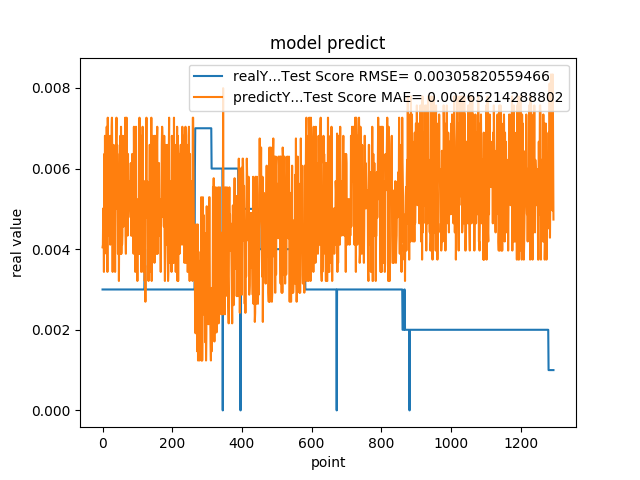 model predict
realY...Test Score RMSE= 0.00305820559466
predictY...Test Score MAE= 0.00265214288802
0.008
0.006
0.004
0.002
0.000
real value
0 200 400 600 800 1000 1200
point